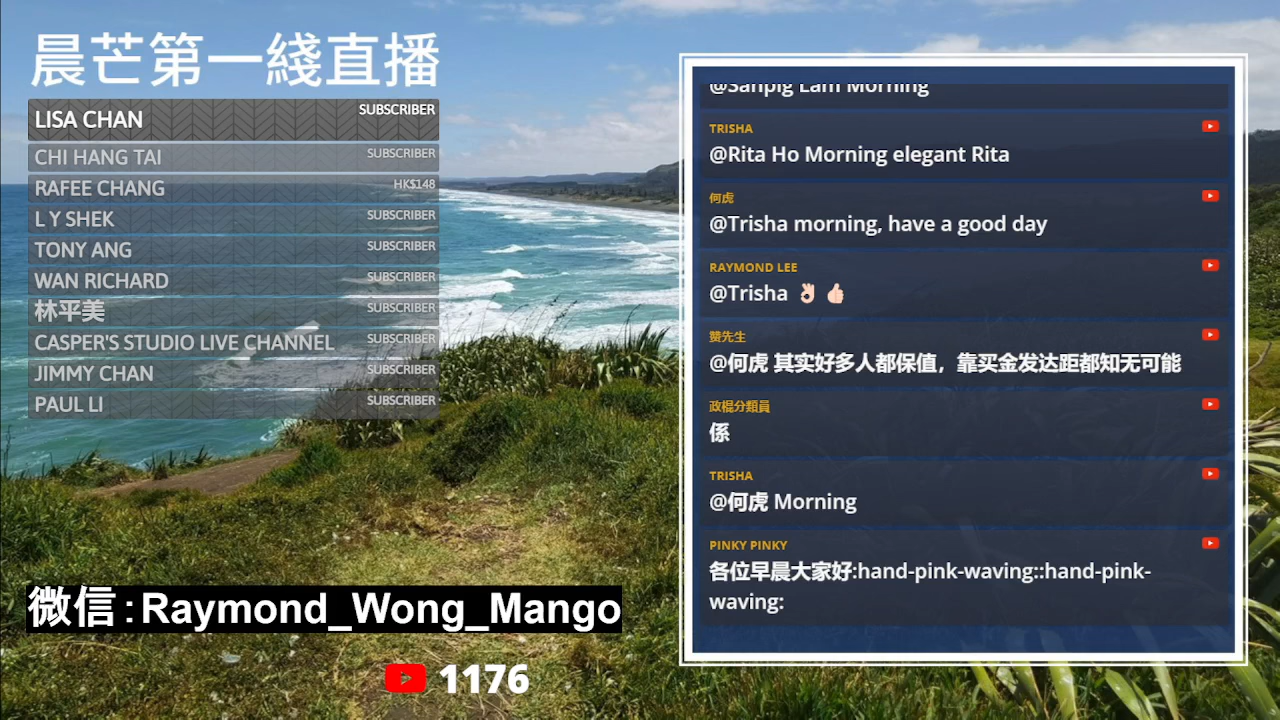 晨芒第一綫直播
LISA CHAN SUBSCRIBER
CHI HANG TAI SUBSCRIBER
RAFEE CHANG HK$148
L Y SHEK SUBSCRIBER
TONY ANG SUBSCRIBER
WAN RICHARD SUBSCRIBER
林平美 SUBSCRIBER
CASPER'S STUDIO LIVE CHANNEL SUBSCRIBER
JIMMY CHAN SUBSCRIBER
PAUL LI SUBSCRIBER
微信:Raymond_Wong_Mango
1176
@Sanpig Lam Morning
TRISHA
@Rita Ho Morning elegant Rita
何虎
@Trisha morning, have a good day
RAYMOND LEE
@Trisha 👌🏻 👍🏻
赞先生
@何虎 其实好多人都保值，靠买金发达距都知无可能
政棍分類員
係
TRISHA
@何虎 Morning
PINKY PINKY
各位早晨大家好:hand-pink-waving::hand-pink-
waving: